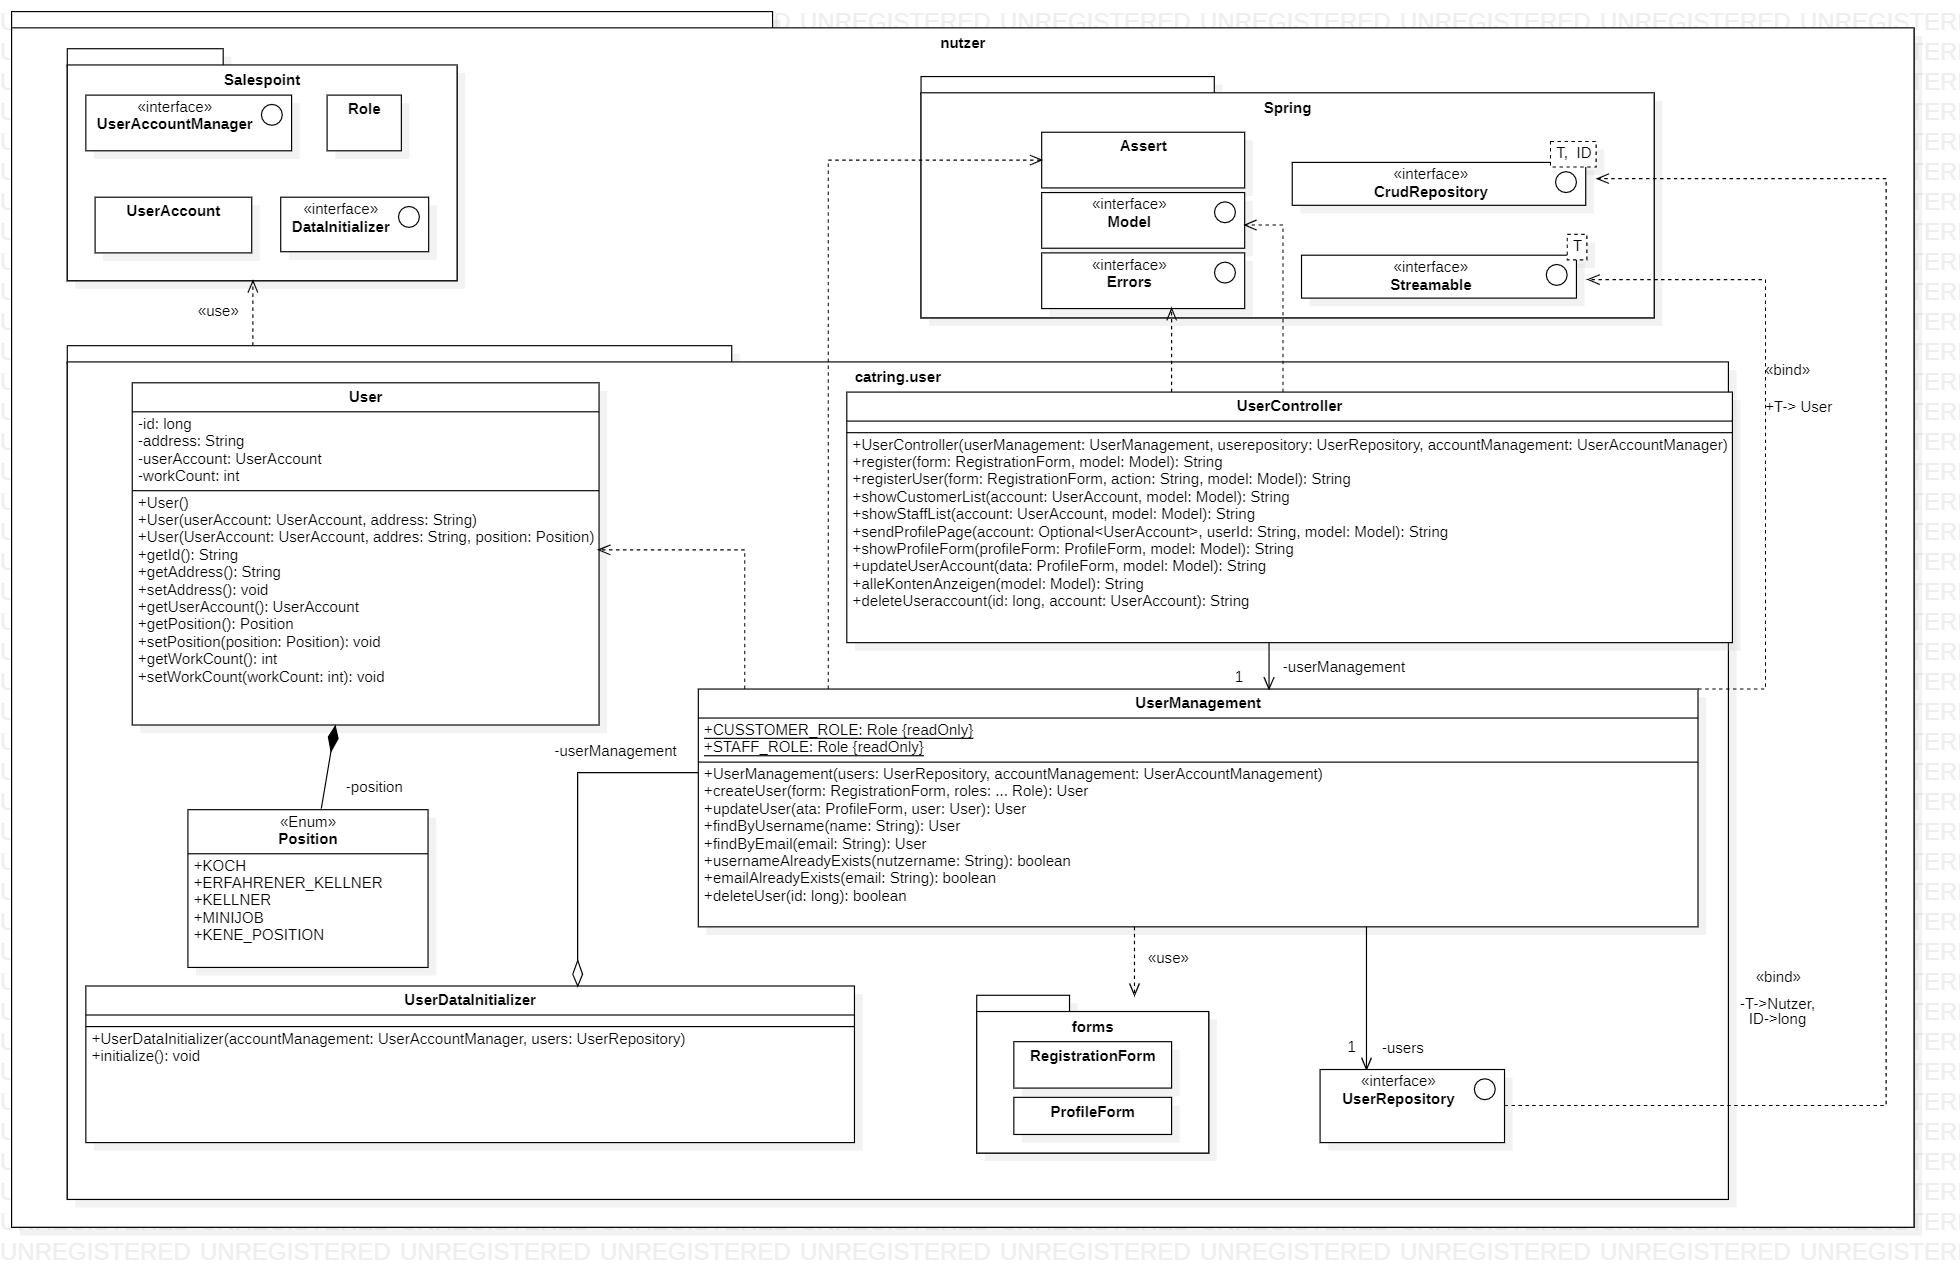 nutzer
Salespoint
«interface»
UserAccountManager
Role
UserAccount
«interface»
DataInitializer
«use»
Spring
Assert
«interface»
Model
«interface»
Errors
T, ID
«interface»
CrudRepository
T
«interface»
Streamable
«bind»
+T-> User
catring.user
User
-id: long
-address: String
-userAccount: UserAccount
-workCount: int
+User()
+User(userAccount: UserAccount, address: String)
+User(UserAccount: UserAccount, addres: String, position: Position)
+getId(): String
+getAddress(): String
+setAddress(): void
+getUserAccount(): UserAccount
+getPosition(): Position
+setPosition(position: Position): void
+getWorkCount(): int
+setWorkCount(workCount: int): void
UserController
+UserController(userManagement: UserManagement, userepository: UserRepository, accountManagement: UserAccountManager)
+register(form: RegistrationForm, model: Model): String
+registerUser(form: RegistrationForm, action: String, model: Model): String
+showCustomerList(account: UserAccount, model: Model): String
+showStaffList(account: UserAccount, model: Model): String
+sendProfilePage(account: Optional<UserAccount>, userId: String, model: Model): String
+showProfileForm(profileForm: ProfileForm, model: Model): String
+updateUserAccount(data: ProfileForm, model: Model): String
+alleKontenAnzeigen(model: Model): String
+deleteUseraccount(id: long, account: UserAccount): String
1
-userManagement
UserManagement
+CUSSTOMER_ROLE: Role {readOnly}
+STAFF_ROLE: Role {readOnly}
+UserManagement(users: UserRepository, accountManagement: UserAccountManagement)
+createUser(form: RegistrationForm, roles: ... Role): User
+updateUser(ata: ProfileForm, user: User): User
+findByUsername(name: String): User
+findByEmail(email: String): User
+usernameAlreadyExists(nutzername: String): boolean
+emailAlreadyExists(email: String): boolean
+deleteUser(id: long): boolean
-userManagement
-position
«Enum»
Position
+KOCH
+ERFAHRENER_KELLNER
+KELLNER
+MINIJOB
+KENE_POSITION
UserDataInitializer
+UserDataInitializer(accountManagement: UserAccountManager, users: UserRepository)
+initialize(): void
«use»
forms
RegistrationForm
ProfileForm
1
-users
«interface»
UserRepository
«bind»
-T->Nutzer,
ID->long
UNREGISTERED UNREGISTERED UNREGISTERED UNREGISTERED UNREGISTERED UNREGISTERED UNREGISTERED UNREGISTERED UNREGISTERED